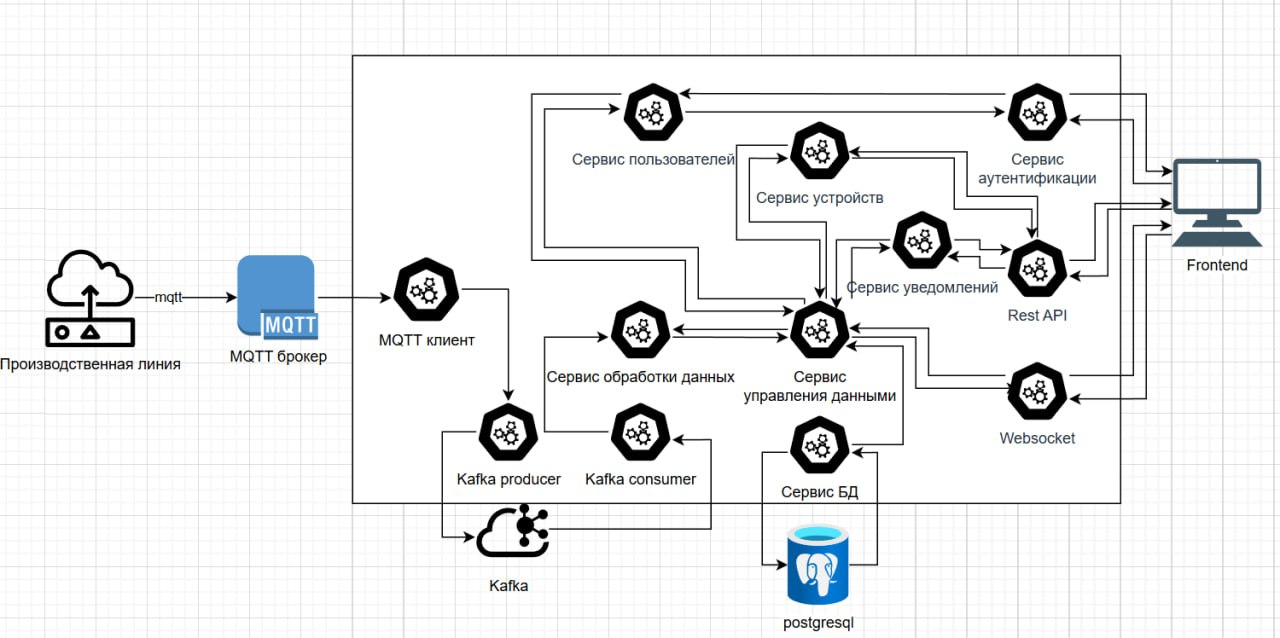 Сервис пользователей
Сервис
аутентификации
Сервис устройств
Frontend
Сервис уведомлений
Rest API
mqtt
MQTT
Производственная линия
MQTT брокер
MQTT клиент
Сервис обработки данных
Сервис
управления данными
Websocket
Kafka producer
Kafka consumer
Сервис БД
Kafka
postgresql